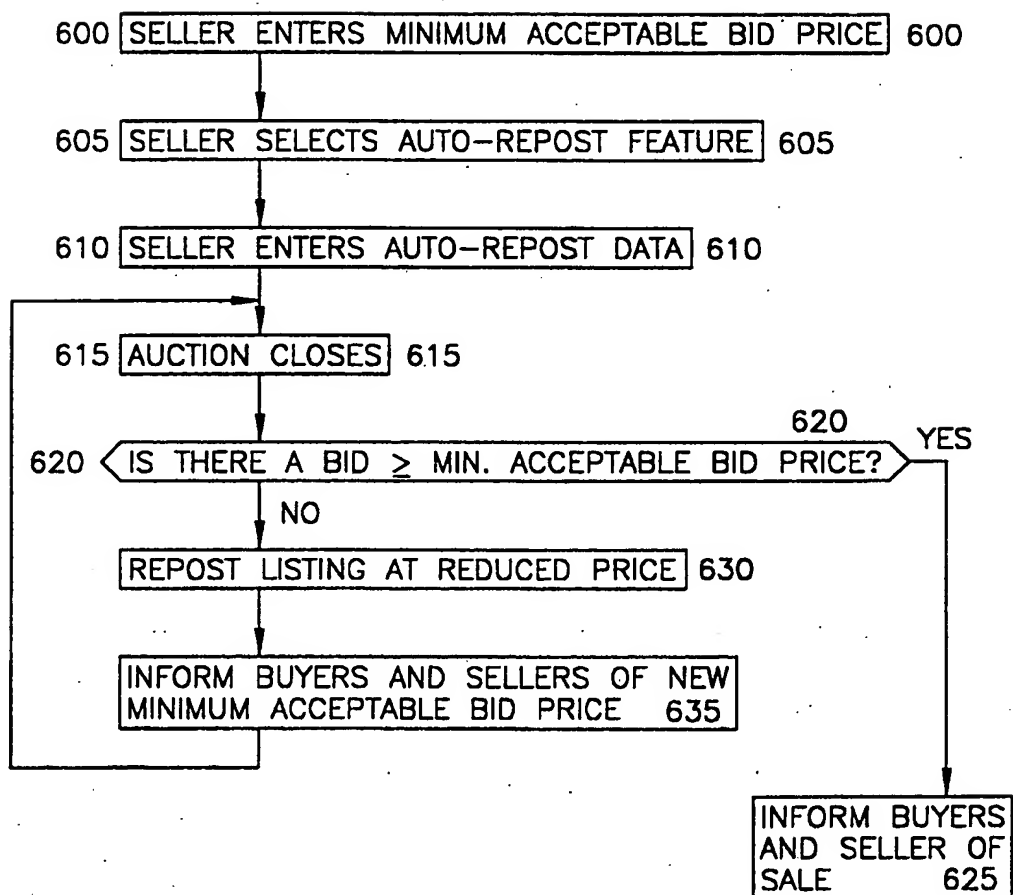 600 SELLER ENTERS MINIMUM ACCEPTABLE BID PRICE 600
605 SELLER SELECTS AUTO-REPOST FEATURE 605
610 SELLER ENTERS AUTO-REPOST DATA 610
615 AUCTION CLOSES 615
620
620 IS THERE A BID ≥ MIN. ACCEPTABLE BID PRICE? YES
NO
REPOST LISTING AT REDUCED PRICE 630
INFORM BUYERS AND SELLERS OF NEW
MINIMUM ACCEPTABLE BID PRICE 635
INFORM BUYERS
AND SELLER OF
SALE 625